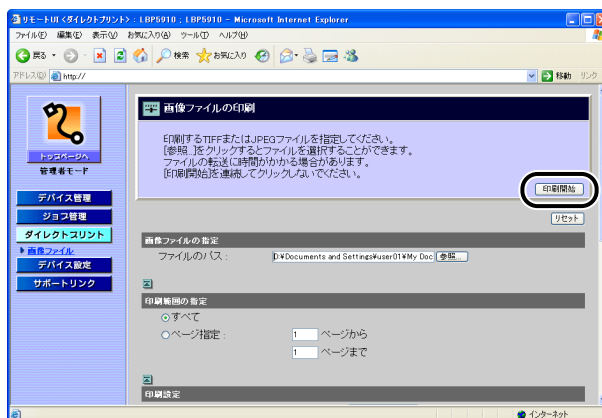 リモートUI <ダイレクトプリント> : LBP5910 ; LBP5910 - Microsoft Internet Explorer
ファイル(F) 編集(E) 表示(V) お気に入り(A) ツール(T) ヘルプ(H)
戻る 検索 お気に入り
アドレス(D) http:// 移動 リンク
トップページへ
管理者モード
デバイス管理
ジョブ管理
ダイレクトプリント
画像ファイル
デバイス設定
サポートリンク
画像ファイルの印刷
印刷するTIFFまたはJPEGファイルを指定してください。
[参照...]をクリックするとファイルを選択することができます。
ファイルの転送に時間がかかる場合があります。
[印刷開始]を連続してクリックしないでください。
印刷開始
リセット
画像ファイルの指定
ファイルのパス : D:¥Documents and Settings¥user01¥My Doc 参照...
印刷範囲の指定
すべて
ページ指定 : 1 ページから
1 ページまで
印刷設定
インターネット